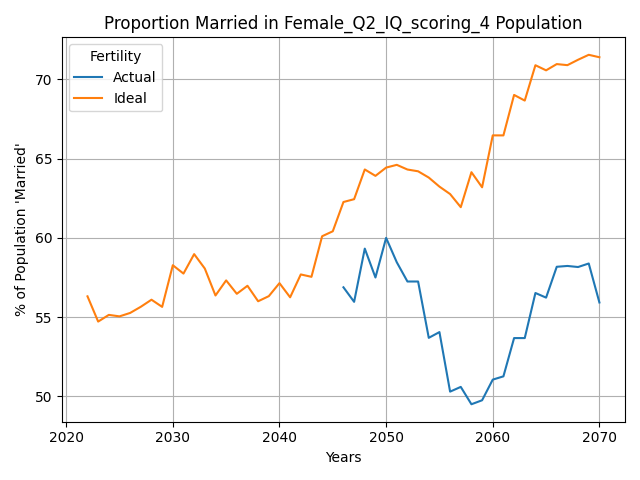 Proportion Married in Female_Q2_IQ_scoring_4 Population
Fertility
Actual
Ideal
% of Population 'Married'
70
65
60
55
50
2020
2030
2040
2050
2060
2070
Years